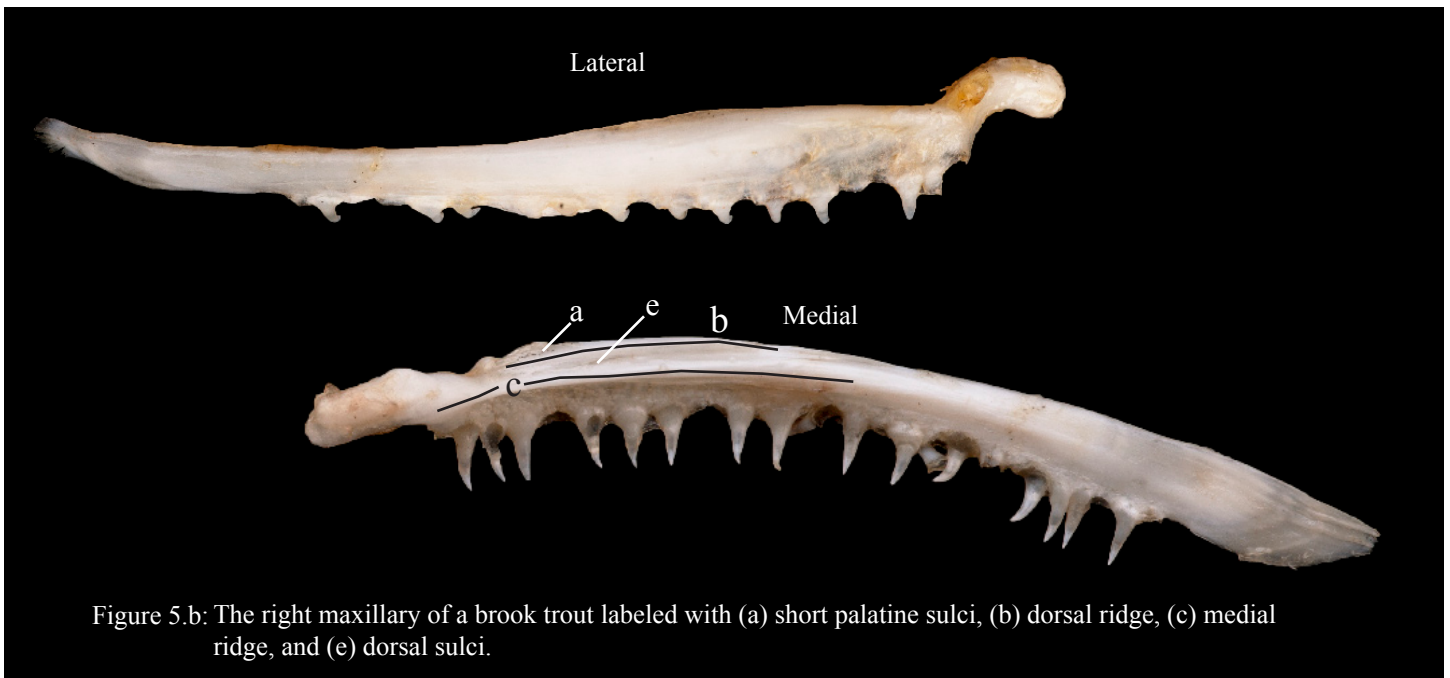 Lateral
a
e
b
Medial
c
Figure 5.b: The right maxillary of a brook trout labeled with (a) short palatine sulci, (b) dorsal ridge, (c) medial
ridge, and (e) dorsal sulci.